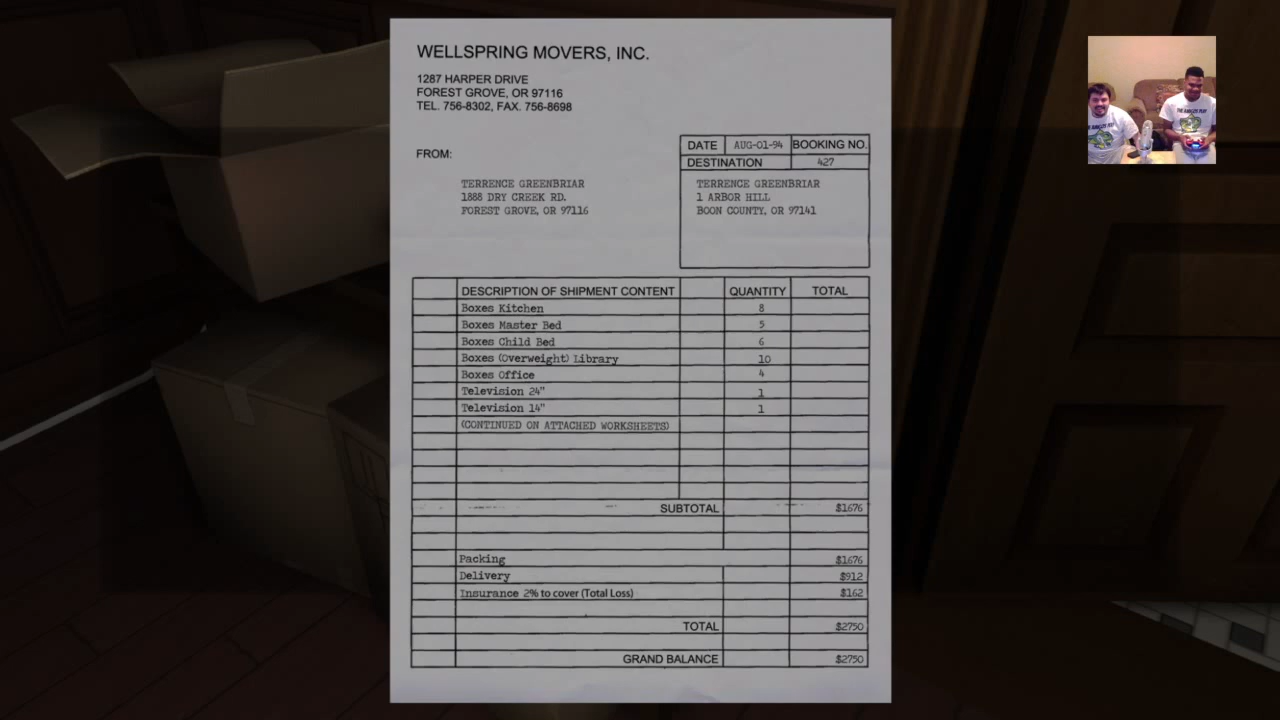 WELLSPRING MOVERS, INC.
1287 HARPER DRIVE
FOREST GROVE, OR 97116
TEL. 756-8302, FAX. 756-8698
DATE AUG-01-94 BOOKING NO.
DESTINATION 427
FROM:
TERRENCE GREENBRIAR
1888 DRY CREEK RD.
FOREST GROVE, OR 97116
TERRENCE GREENBRIAR
1 ARBOR HILL
BOON COUNTY, OR 97141
DESCRIPTION OF SHIPMENT CONTENT QUANTITY TOTAL
Boxes Kitchen 8
Boxes Master Bed 5
Boxes Child Bed 6
Boxes (Overweight) Library 10
Boxes Office 4
Television 24" 1
Television 14" 1
(CONTINUED ON ATTACHED WORKSHEETS)
SUBTOTAL $1676
Packing $1676
Delivery $912
Insurance 2% to cover (Total Loss) $162
TOTAL $2750
GRAND BALANCE $2750